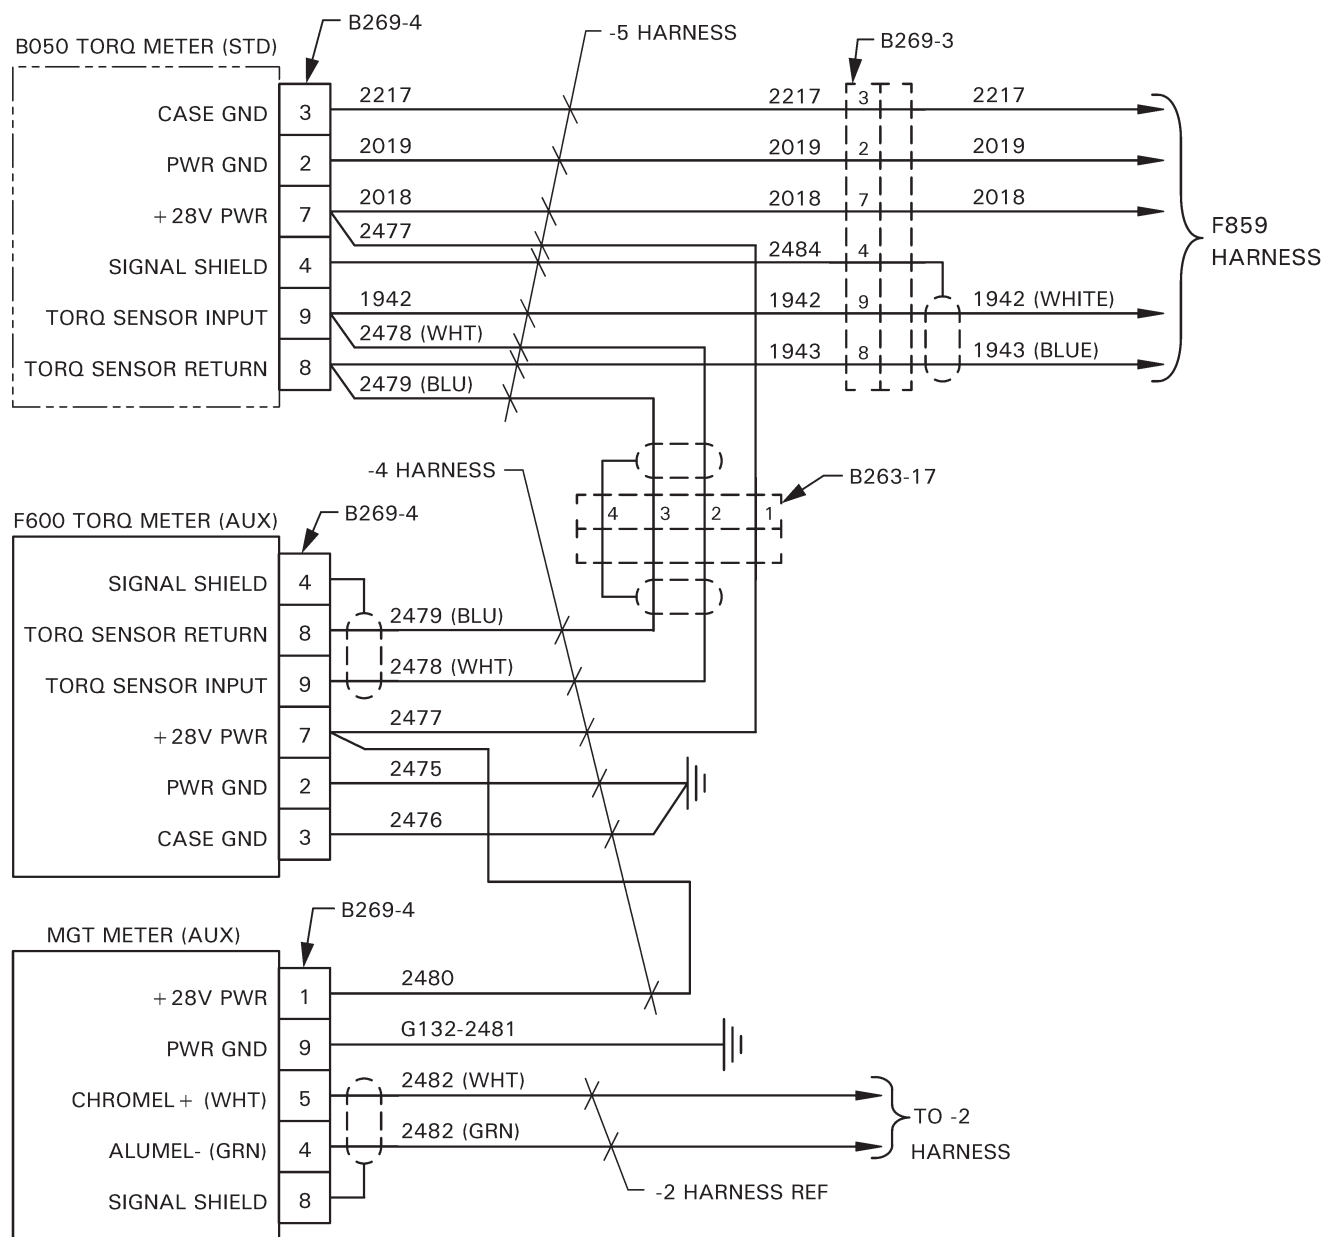 B269-4
-5 HARNESS
B269-3
B050 TORQ METER (STD)
CASE GND 3 2217 2217 3 2217
PWR GND 2 2019 2019 2 2019
+28V PWR 7 2018 2018 7 2018
2477
SIGNAL SHIELD 4 2484 4
F859
HARNESS
TORQ SENSOR INPUT 9 1942 1942 9 1942 (WHITE)
2478 (WHT)
TORQ SENSOR RETURN 8 1943 8 1943 (BLUE)
2479 (BLU)
-4 HARNESS
B263-17
4 3 2 1
F600 TORQ METER (AUX)
B269-4
SIGNAL SHIELD 4
TORQ SENSOR RETURN 8 2479 (BLU)
TORQ SENSOR INPUT 9 2478 (WHT)
+28V PWR 7 2477
PWR GND 2 2475
CASE GND 3 2476
B269-4
MGT METER (AUX)
+28V PWR 1 2480
PWR GND 9 G132-2481
CHROMEL+ (WHT) 5 2482 (WHT)
ALUMEL- (GRN) 4 2482 (GRN)
TO -2
HARNESS
SIGNAL SHIELD 8
-2 HARNESS REF